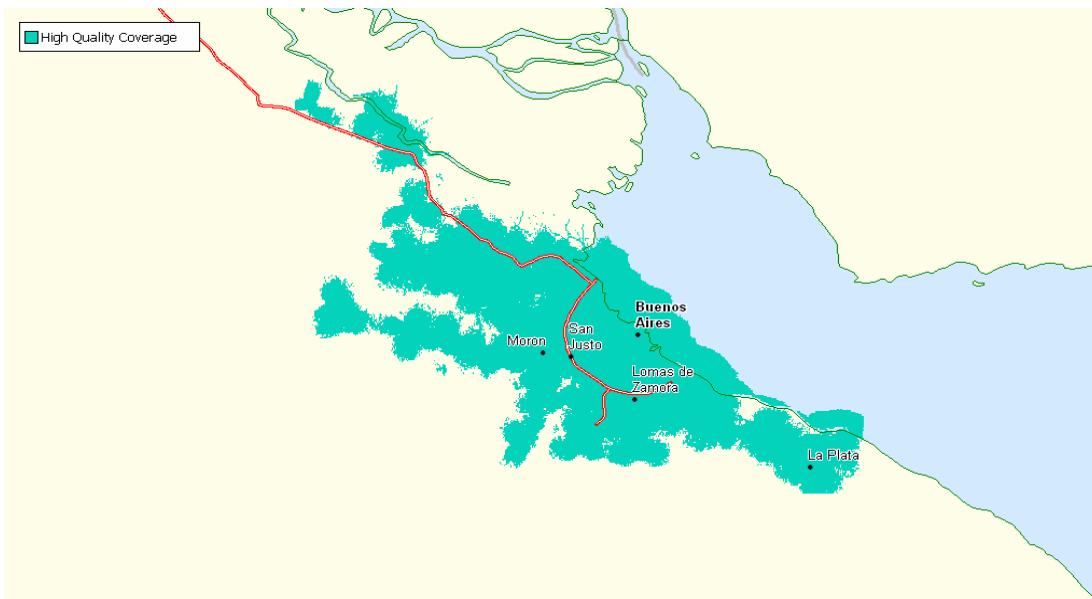 High Quality Coverage
Buenos
Aires
San
Justo
Moron
Lomas de
Zamora
La Plata